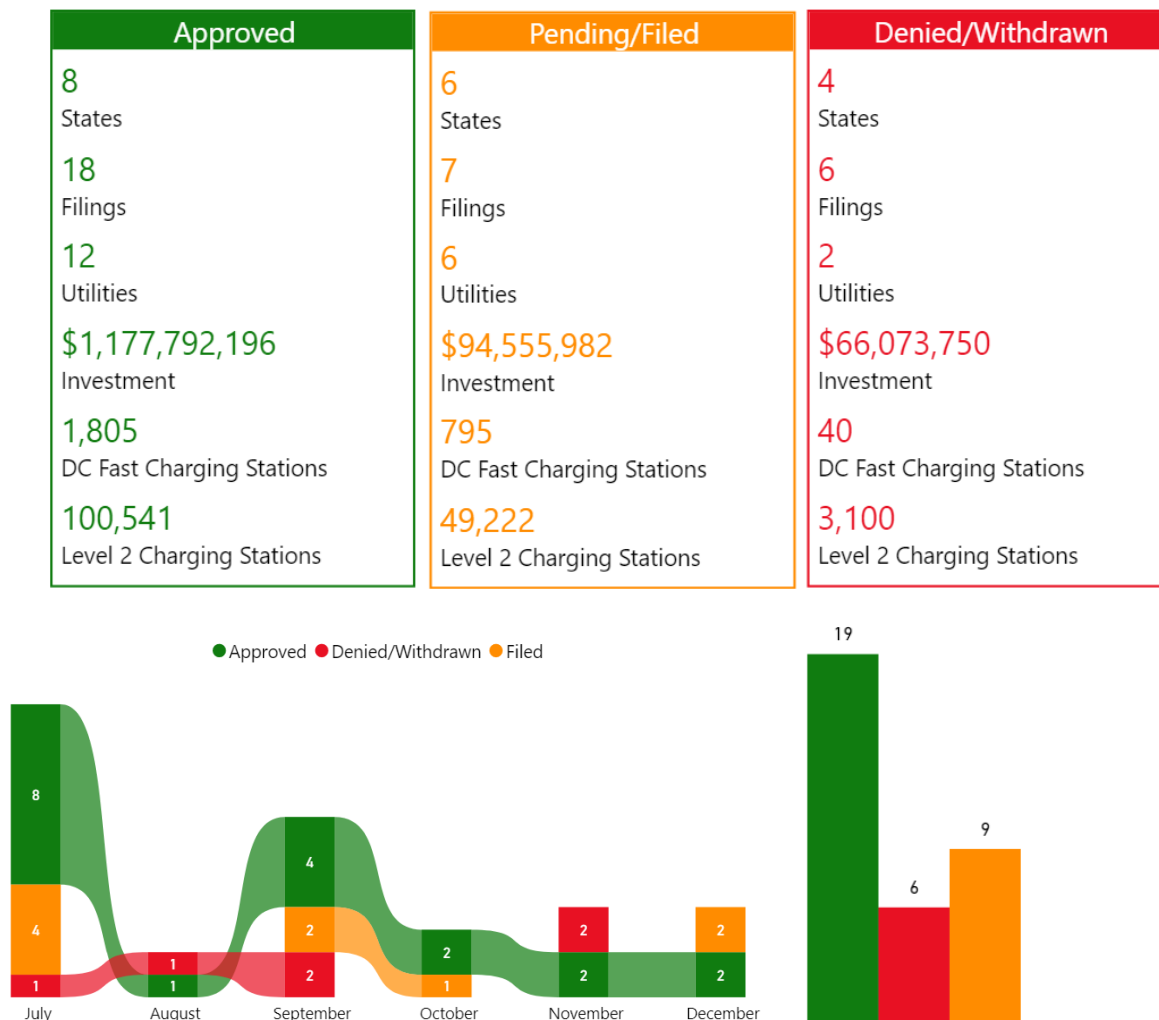 Approved
8
States
18
Filings
12
Utilities
$1,177,792,196
Investment
1,805
DC Fast Charging Stations
100,541
Level 2 Charging Stations
Pending/Filed
6
States
7
Filings
6
Utilities
$94,555,982
Investment
795
DC Fast Charging Stations
49,222
Level 2 Charging Stations
Denied/Withdrawn
4
States
6
Filings
2
Utilities
$66,073,750
Investment
40
DC Fast Charging Stations
3,100
Level 2 Charging Stations
Approved Denied/Withdrawn Filed
8
4
1
1
1
4
2
2
2
1
2
2
2
2
July August September October November December
19
6
9